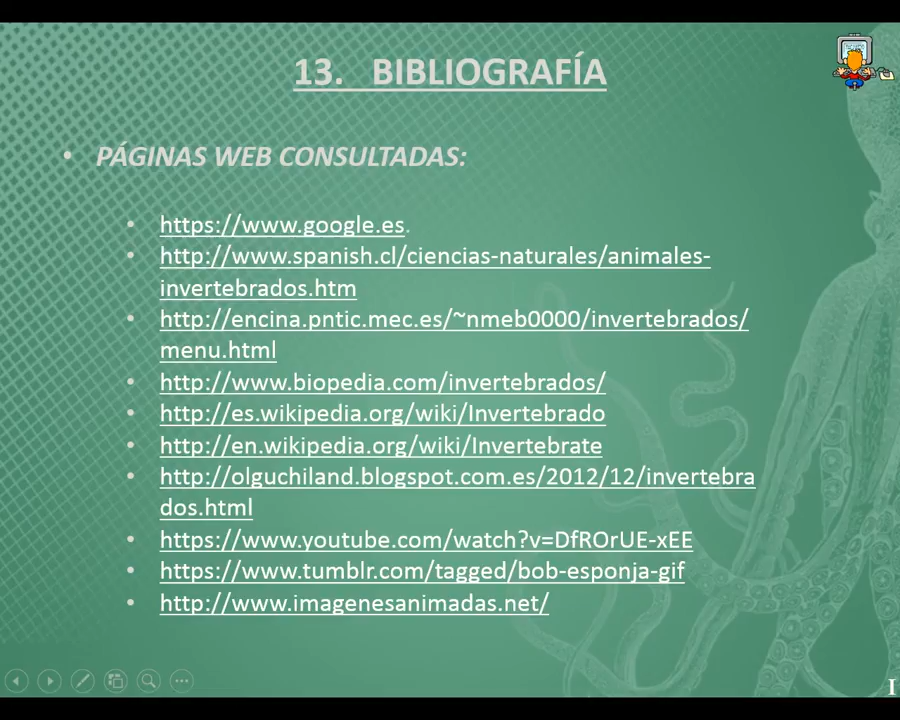 13. BIBLIOGRAFÍA
• PÁGINAS WEB CONSULTADAS:
• https://www.google.es.
• http://www.spanish.cl/ciencias-naturales/animales-
invertebrados.htm
• http://encina.pntic.mec.es/~nmeb0000/invertebrados/
menu.html
• http://www.biopedia.com/invertebrados/
• http://es.wikipedia.org/wiki/Invertebrado
• http://en.wikipedia.org/wiki/Invertebrate
• http://olguchiland.blogspot.com.es/2012/12/invertebra
dos.html
• https://www.youtube.com/watch?v=DfROrUE-xEE
• https://www.tumblr.com/tagged/bob-esponja-gif
• http://www.imagenesanimadas.net/
I